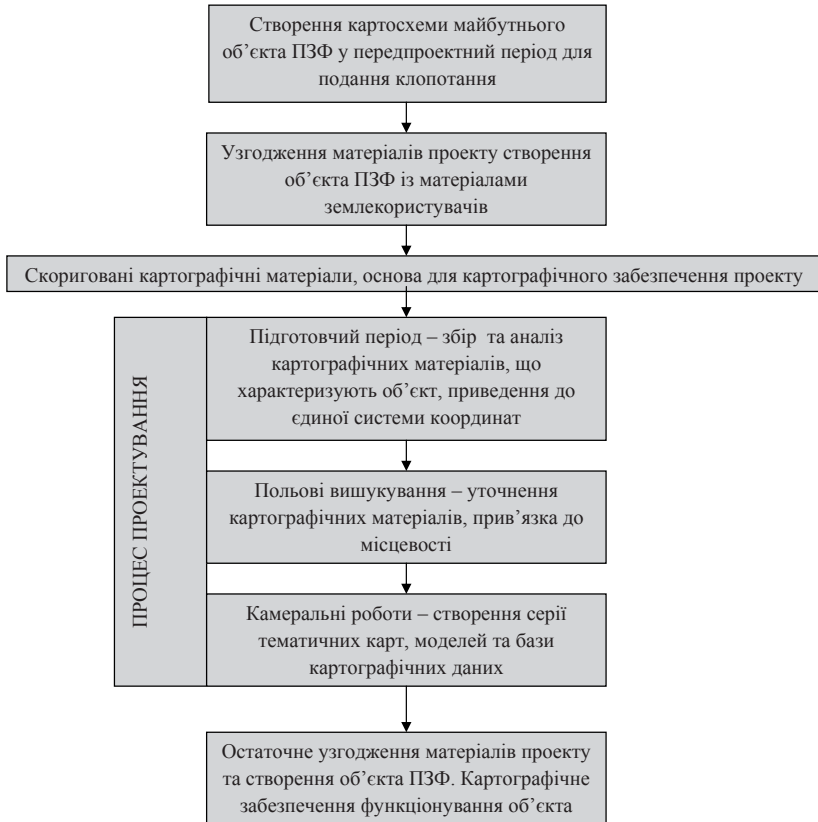 Створення картосхеми майбутнього
об’єкта ПЗФ у передпроектний період для
подання клопотання
Узгодження матеріалів проекту створення
об’єкта ПЗФ із матеріалами
землекористувачів
Скориговані картографічні матеріали, основа для картографічного забезпечення проекту
ПРОЦЕС ПРОЕКТУВАННЯ
Підготовчий період – збір та аналіз
картографічних матеріалів, що
характеризують об’єкт, приведення до
єдиної системи координат
Польові вишукування – уточнення
картографічних матеріалів, прив’язка до
місцевості
Камеральні роботи – створення серії
тематичних карт, моделей та бази
картографічних даних
Остаточне узгодження матеріалів проекту
та створення об’єкта ПЗФ. Картографічне
забезпечення функціонування об’єкта